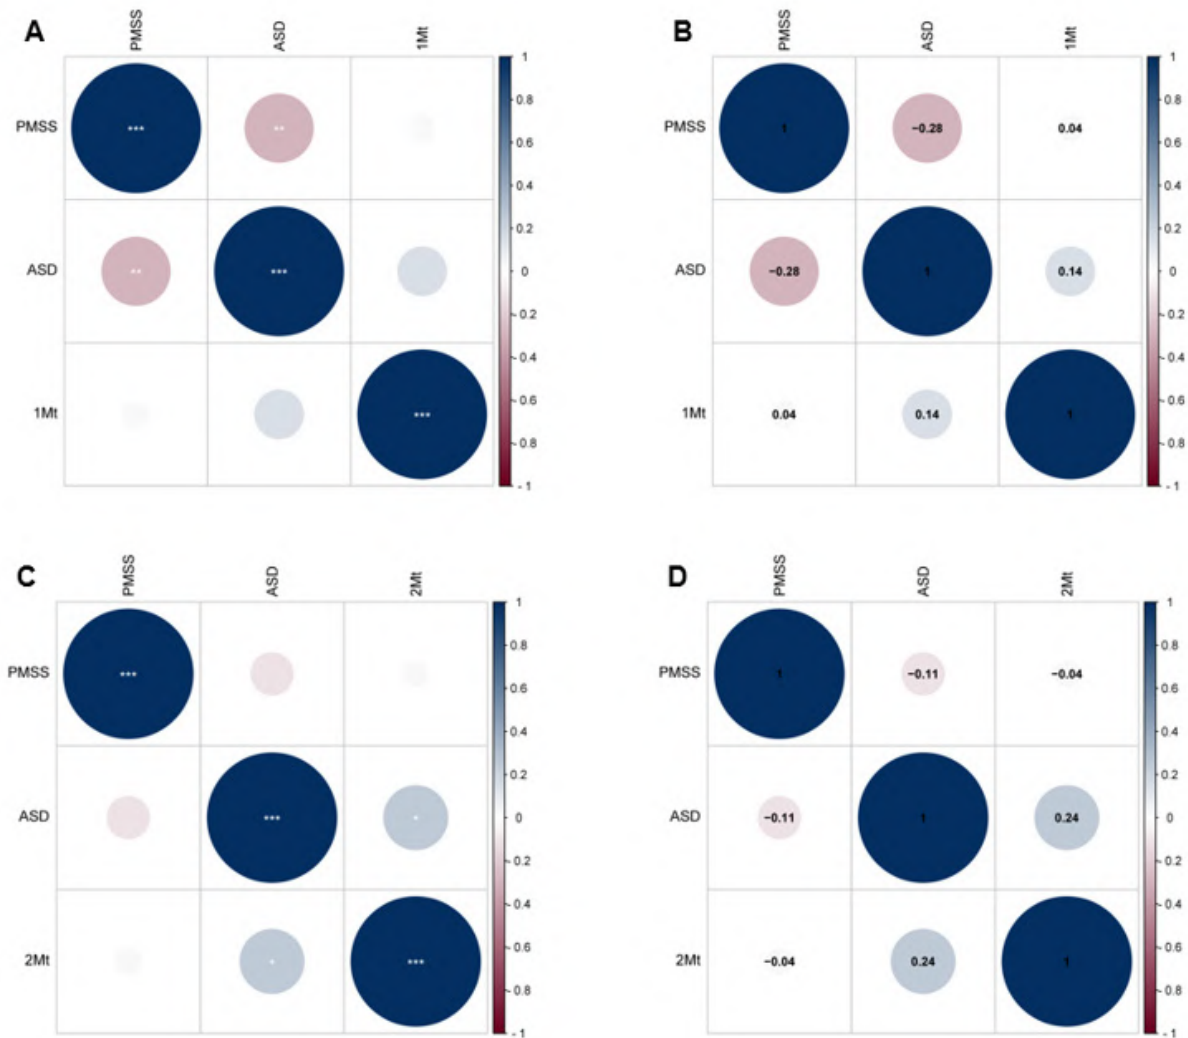 A
PMSS
ASD
1Mt
PMSS
***
**
ASD
**
***
1Mt
***
1
0.8
0.6
0.4
0.2
0
- 0.2
- 0.4
- 0.6
- 0.8
- 1
B
PMSS
ASD
1Mt
PMSS
1
−0.28
0.04
ASD
−0.28
1
0.14
1Mt
0.04
0.14
1
1
0.8
0.6
0.4
0.2
0
- 0.2
- 0.4
- 0.6
- 0.8
- 1
C
PMSS
ASD
2Mt
PMSS
***
ASD
***
*
2Mt
*
***
1
0.8
0.6
0.4
0.2
0
- 0.2
- 0.4
- 0.6
- 0.8
- 1
D
PMSS
ASD
2Mt
PMSS
1
−0.11
−0.04
ASD
−0.11
1
0.24
2Mt
−0.04
0.24
1
1
0.8
0.6
0.4
0.2
0
- 0.2
- 0.4
- 0.6
- 0.8
- 1